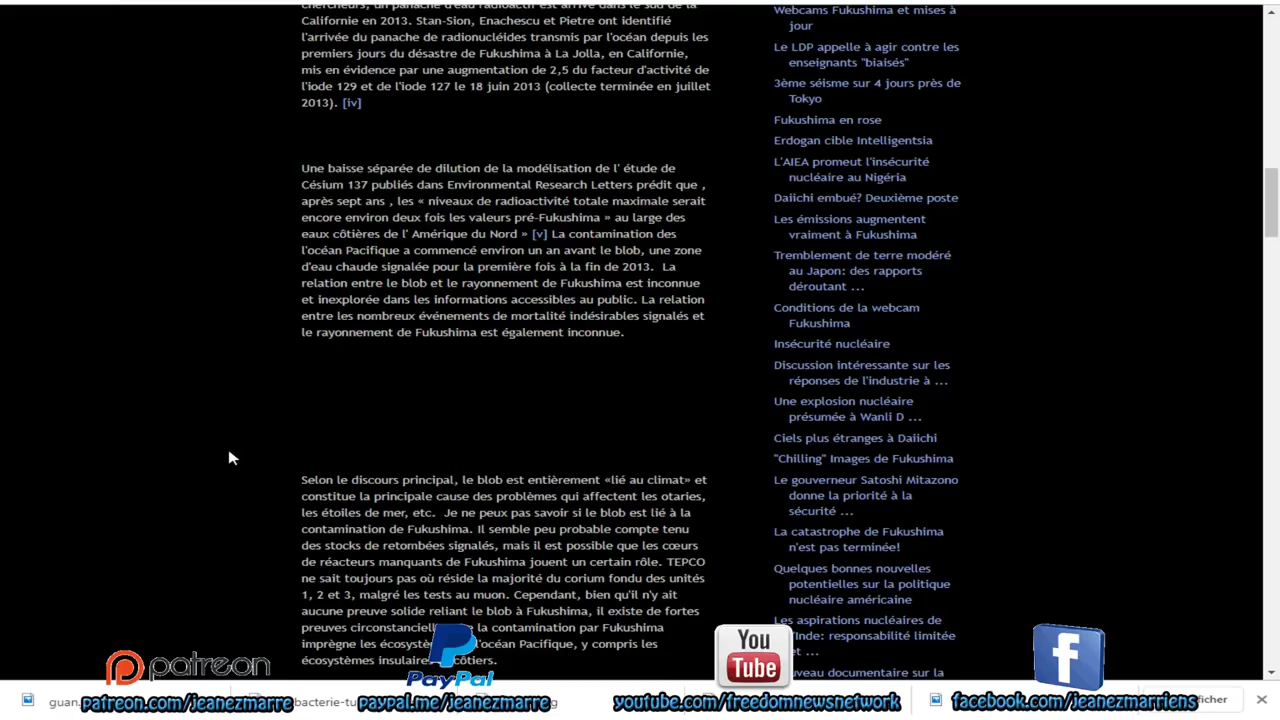 chercheurs, un panache d'eau radioactif est arrivé dans le sud de la
Californie en 2013. Stan-Sion, Enachescu et Pietre ont identifié
l'arrivée du panache de radionucléides transmis par l'océan depuis les
premiers jours du désastre de Fukushima à La Jolla, en Californie,
mis en évidence par une augmentation de 2,5 du facteur d'activité de
l'iode 129 et de l'iode 127 le 18 juin 2013 (collecte terminée en juillet
2013). [iv]
Une baisse séparée de dilution de la modélisation de l' étude de
Césium 137 publiés dans Environmental Research Letters prédit que ,
après sept ans , les « niveaux de radioactivité totale maximale serait
encore environ deux fois les valeurs pré-Fukushima » au large des
eaux côtières de l' Amérique du Nord » [v] La contamination des
l'océan Pacifique a commencé environ un an avant le blob, une zone
d'eau chaude signalée pour la première fois à la fin de 2013. La
relation entre le blob et le rayonnement de Fukushima est inconnue
et inexplorée dans les informations accessibles au public. La relation
entre les nombreux événements de mortalité indésirables signalés et
le rayonnement de Fukushima est également inconnue.
Selon le discours principal, le blob est entièrement «lié au climat» et
constitue la principale cause des problèmes qui affectent les otaries,
les étoiles de mer, etc. Je ne peux pas savoir si le blob est lié à la
contamination de Fukushima. Il semble peu probable compte tenu
des stocks de retombées signalés, mais il est possible que les cœurs
de réacteurs manquants de Fukushima jouent un certain rôle. TEPCO
ne sait toujours pas où réside la majorité du corium fondu des unités
1, 2 et 3, malgré les tests au muon. Cependant, bien qu'il n'y ait
aucune preuve solide reliant le blob à Fukushima, il existe de fortes
preuves la contamination par Fukushima
imprègne les l'océan Pacifique, y compris les
écosystèmes insulaires côtiers.
Webcams Fukushima et mises à
jour
Le LDP appelle à agir contre les
enseignants "biaisés"
3ème séisme sur 4 jours près de
Tokyo
Fukushima en rose
Erdogan cible Intelligentsia
L'AIEA promeut l'insécurité
nucléaire au Nigéria
Daiichi embué? Deuxième poste
Les émissions augmentent
vraiment à Fukushima
Tremblement de terre modéré
au Japon: des rapports
déroutant ...
Conditions de la webcam
Fukushima
Insécurité nucléaire
Discussion intéressante sur les
réponses de l'industrie à ...
Une explosion nucléaire
présumée à Wanli D ...
Ciels plus étranges à Daiichi
"Chilling" Images de Fukushima
Le gouverneur Satoshi Mitazono
donne la priorité à la
sécurité ...
La catastrophe de Fukushima
n'est pas terminée!
Quelques bonnes nouvelles
potentielles sur la politique
nucléaire américaine
Les aspirations nucléaires de
l'Inde: responsabilité limitée
et ...
documentaire sur la
patreon
PayPal
You
Tube
patreon.com/jeanezmarre
paypal.me/jeanezmarre
youtube.com/freedomnewsnetwork
facebook.com/jeanezmarriens